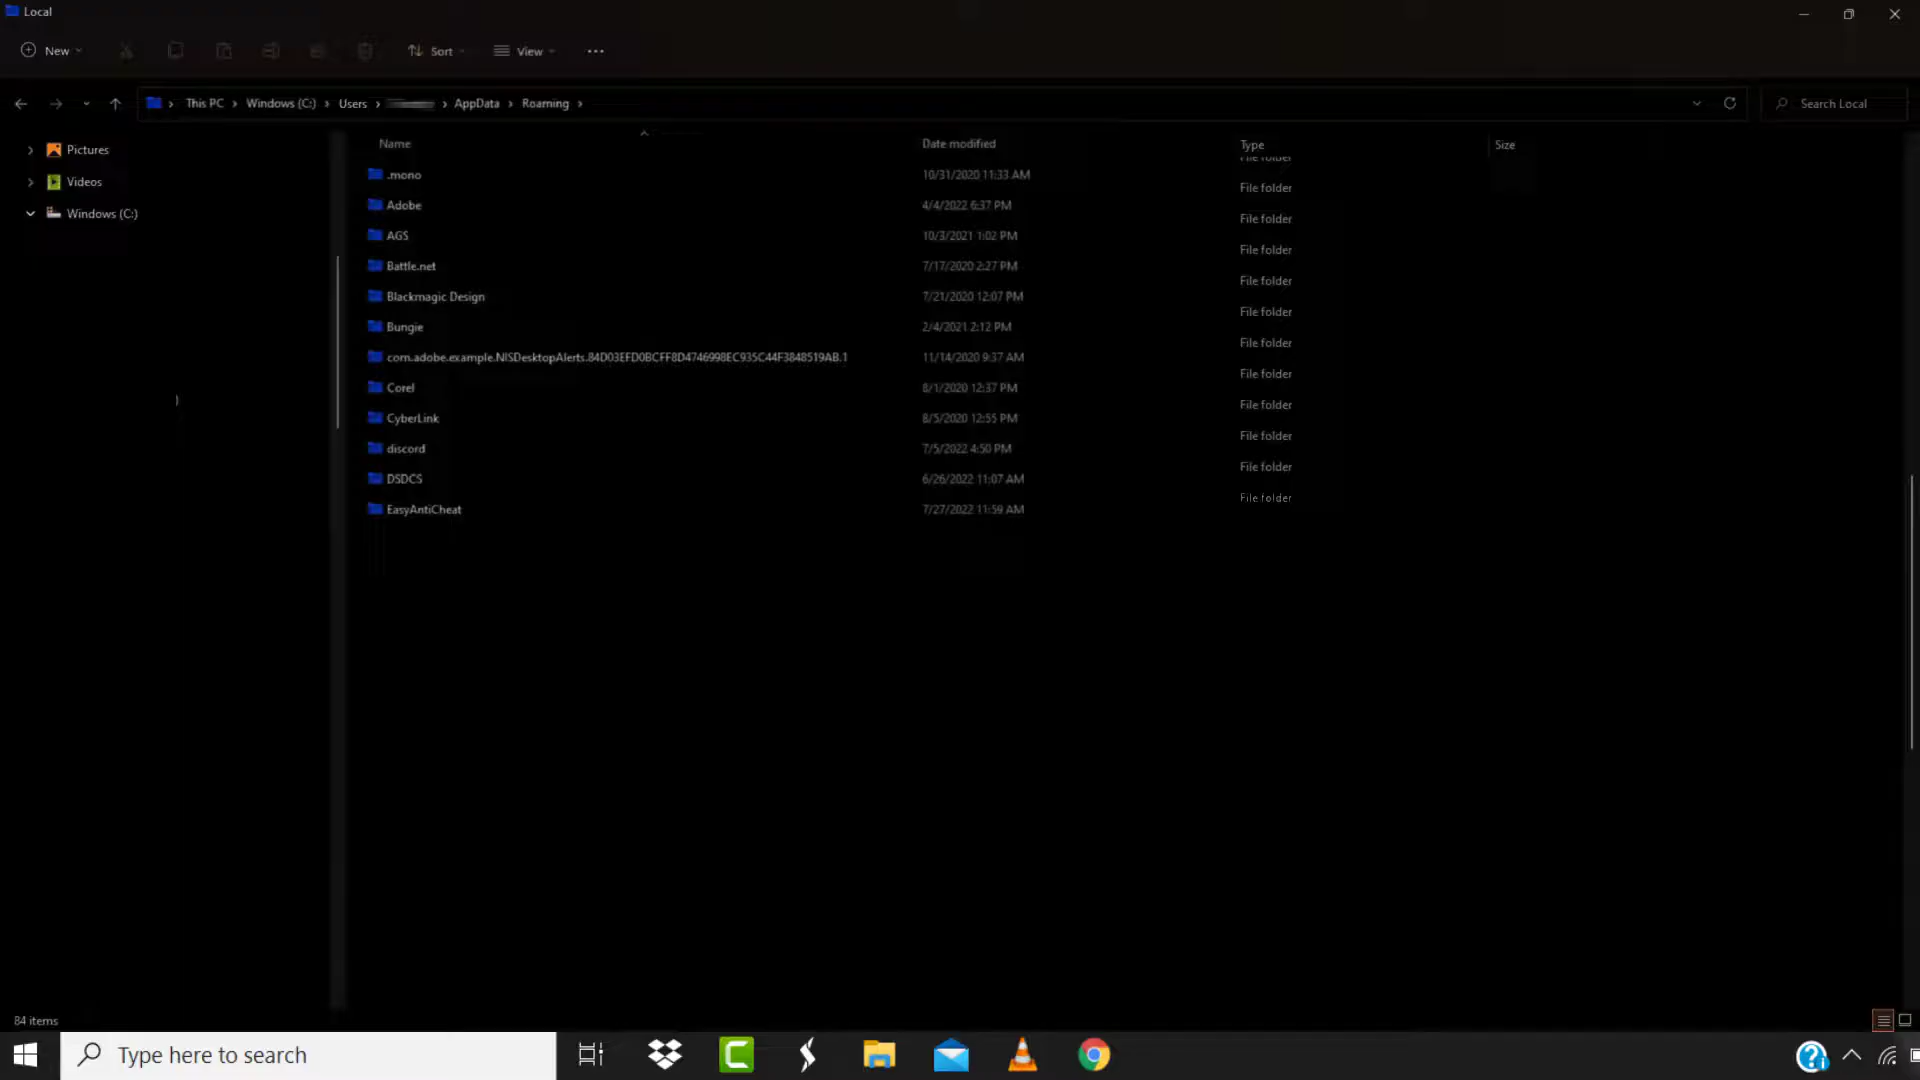 Local
New
Sort
View
This PC > Windows (C:) > Users > > AppData > Roaming >
Search Local
Pictures
Videos
Windows (C:)
Name Date modified Type Size
File folder
.mono 10/31/2020 11:33 AM File folder
Adobe 4/4/2022 6:37 PM File folder
AGS 10/3/2021 1:02 PM File folder
Battle.net 7/17/2020 2:27 PM File folder
Blackmagic Design 7/21/2020 12:07 PM File folder
Bungie 2/4/2021 2:12 PM File folder
com.adobe.example.NISDesktopAlerts.84D03EFD0BCFF8D4746998EC935C44F3848519AB.1 11/14/2020 9:37 AM File folder
Corel 8/1/2020 12:37 PM File folder
CyberLink 8/5/2020 12:55 PM File folder
discord 7/5/2022 4:50 PM File folder
DSDCS 6/26/2022 11:07 AM File folder
EasyAntiCheat 7/27/2022 11:59 AM
84 items
Type here to search